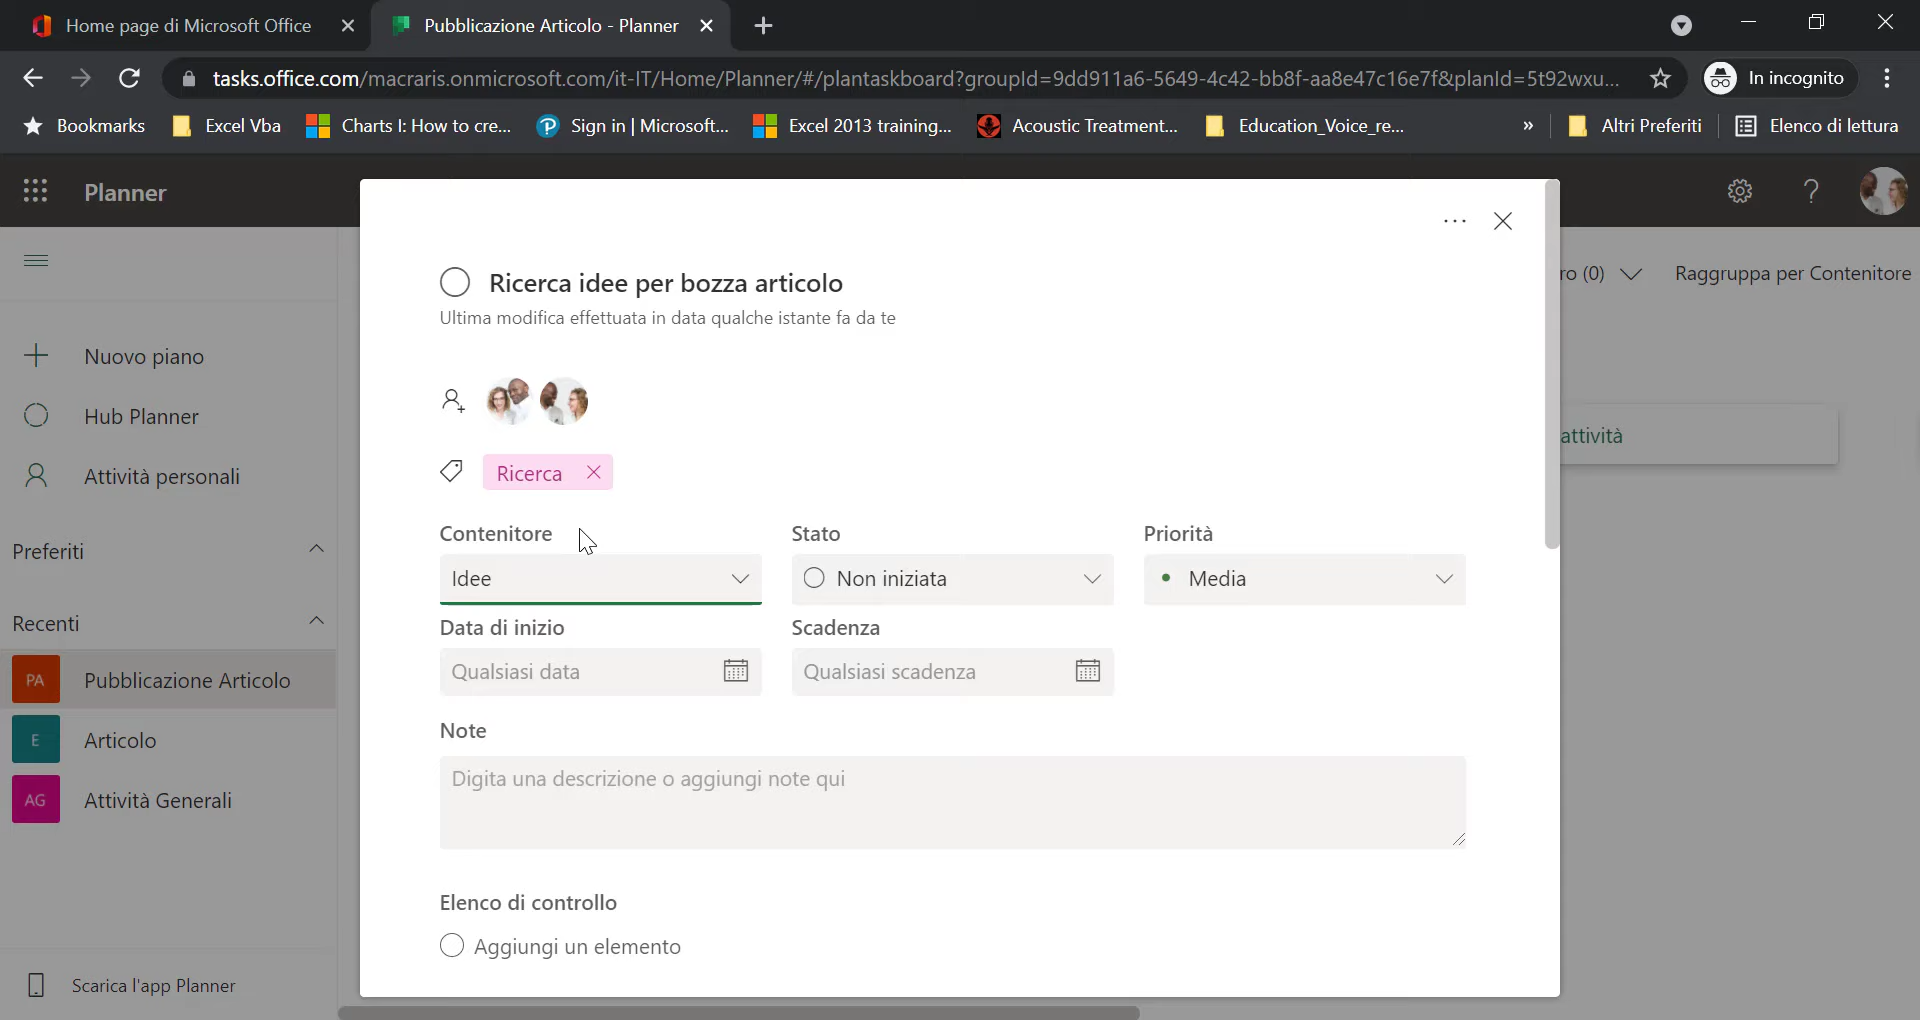 Home page di Microsoft Office
Pubblicazione Articolo - Planner
tasks.office.com/macraris.onmicrosoft.com/it-IT/Home/Planner/#/plantaskboard?groupId=9dd911a6-5649-4c42-bb8f-aa8e47c16e7f&planId=5t92wxu...
In incognito
Bookmarks
Excel Vba
Charts I: How to cre...
Sign in | Microsoft...
Excel 2013 training...
Acoustic Treatment...
Education_Voice_re...
»
Altri Preferiti
Elenco di lettura
Planner
?
ro (0)
Raggruppa per Contenitore
Nuovo piano
Hub Planner
Attività personali
Preferiti
Recenti
PA Pubblicazione Articolo
E Articolo
AG Attività Generali
Scarica l'app Planner
Ricerca idee per bozza articolo
Ultima modifica effettuata in data qualche istante fa da te
Ricerca
Contenitore
Stato
Priorità
Idee
Non iniziata
Media
Data di inizio
Scadenza
Qualsiasi data
Qualsiasi scadenza
Note
Digita una descrizione o aggiungi note qui
Elenco di controllo
Aggiungi un elemento
attività